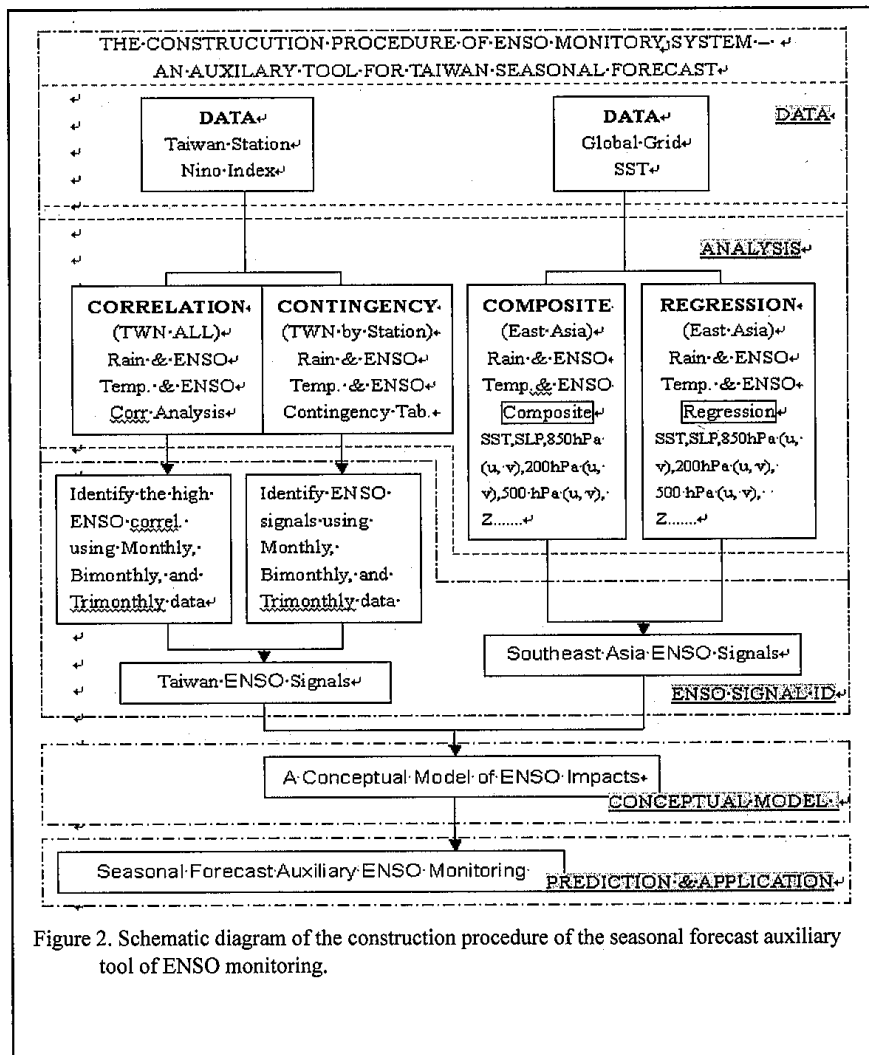 THE·CONSTRUCUTION·PROCEDURE·OF·ENSO·MONITORY·SYSTEM·–·↵
AN·AUXILARY·TOOL·FOR·TAIWAN·SEASONAL·FORECAST↵
DATA↵
Taiwan·Station↵
Nino·Index↵
DATA↵
Global·Grid↵
SST↵
DATA↵
ANALYSIS↵
CORRELATION↵
(TWN·ALL)↵
Rain·&·ENSO↵
Temp.·&·ENSO↵
Corr·Analysis↵
CONTINGENCY↵
(TWN·by·Station)↵
Rain·&·ENSO↵
Temp.·&·ENSO↵
Contingency·Tab.↵
COMPOSITE
(East·Asia)↵
Rain·&·ENSO↵
Temp.·&·ENSO
Composite↵
SST,SLP,850hPa·
(u,·v),200hPa·(u,·
v),500·hPa·(u,·v),·
Z.......↵
REGRESSION↵
(East·Asia)↵
Rain·&·ENSO↵
Temp.·&·ENSO↵
Regression↵
SST,SLP,850hPa·(u,·
v),200hPa·(u,·v),·
500·hPa·(u,·v),··
Z.......↵
Identify·the·high·
ENSO·correl.·
using·Monthly,·
Bimonthly,·and·
Trimonthly·data↵
Identify·ENSO·
signals·using·
Monthly,·
Bimonthly,·and·
Trimonthly·data
Taiwan·ENSO·Signals↵
Southeast·Asia·ENSO·Signals↵
ENSO·SIGNAL·ID↵
A·Conceptual·Model·of·ENSO·Impacts↵
CONCEPTUAL·MODEL·↵
Seasonal·Forecast·Auxiliary·ENSO·Monitoring·
PREDICTION·&·APPLICATION↵
Figure 2. Schematic diagram of the construction procedure of the seasonal forecast auxiliary
tool of ENSO monitoring.